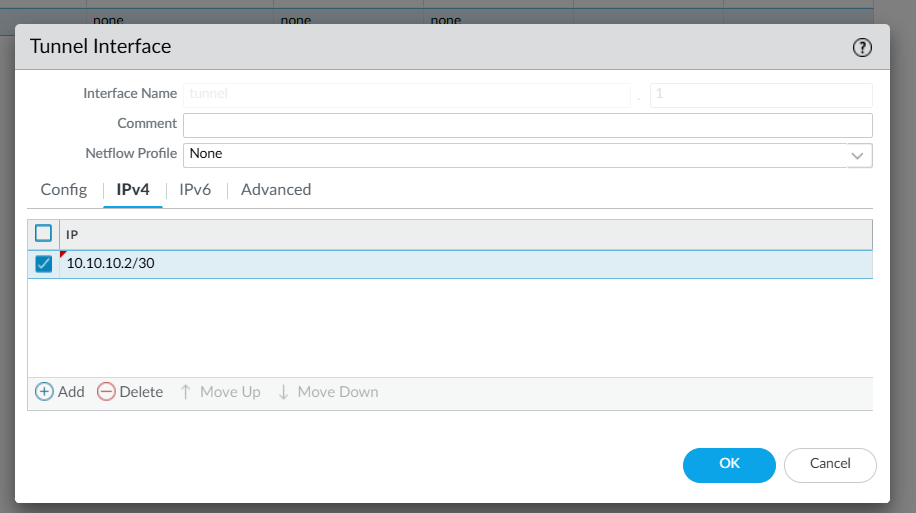 none none none
Tunnel Interface ?
Interface Name tunnel . 1
Comment
Netflow Profile None
Config IPv4 IPv6 Advanced
IP
10.10.10.2/30
Add Delete Move Up Move Down
OK Cancel